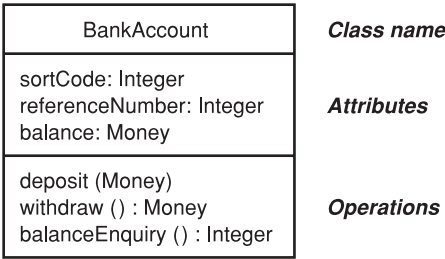 BankAccount Class name
sortCode: Integer
referenceNumber: Integer Attributes
balance: Money
deposit (Money)
withdraw () : Money Operations
balanceEnquiry () : Integer